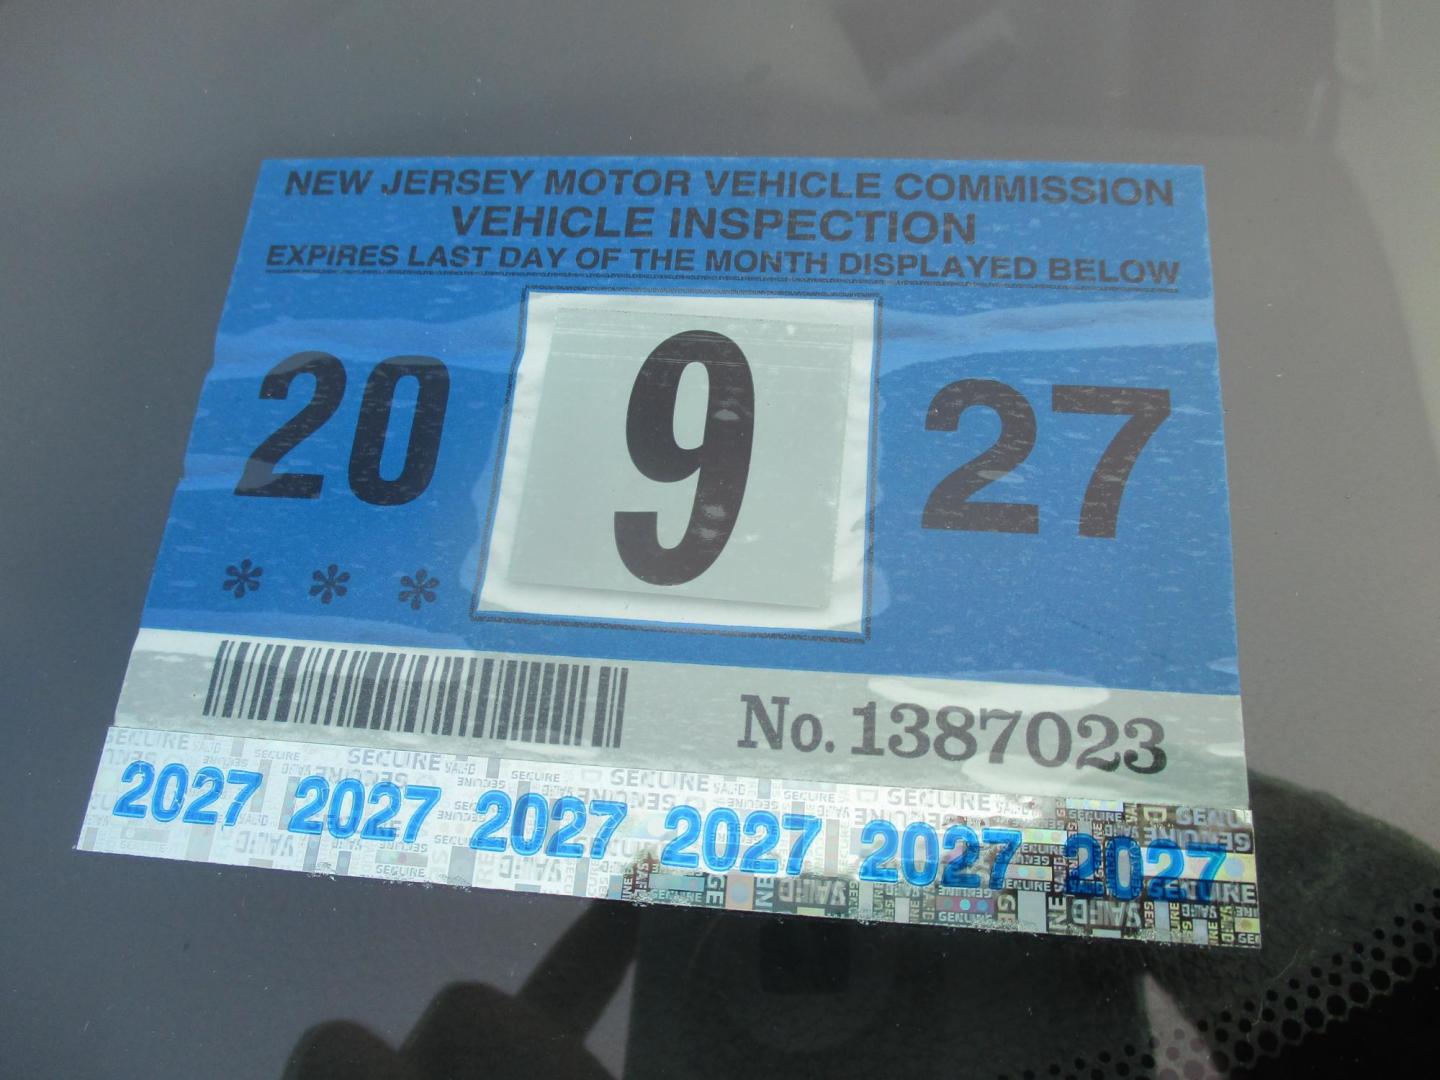 NEW JERSEY MOTOR VEHICLE COMMISSION
VEHICLE INSPECTION
EXPIRES LAST DAY OF THE MONTH DISPLAYED BELOW
20 9 27
* * *
No. 1387023
2027 2027 2027 2027 2027 2027